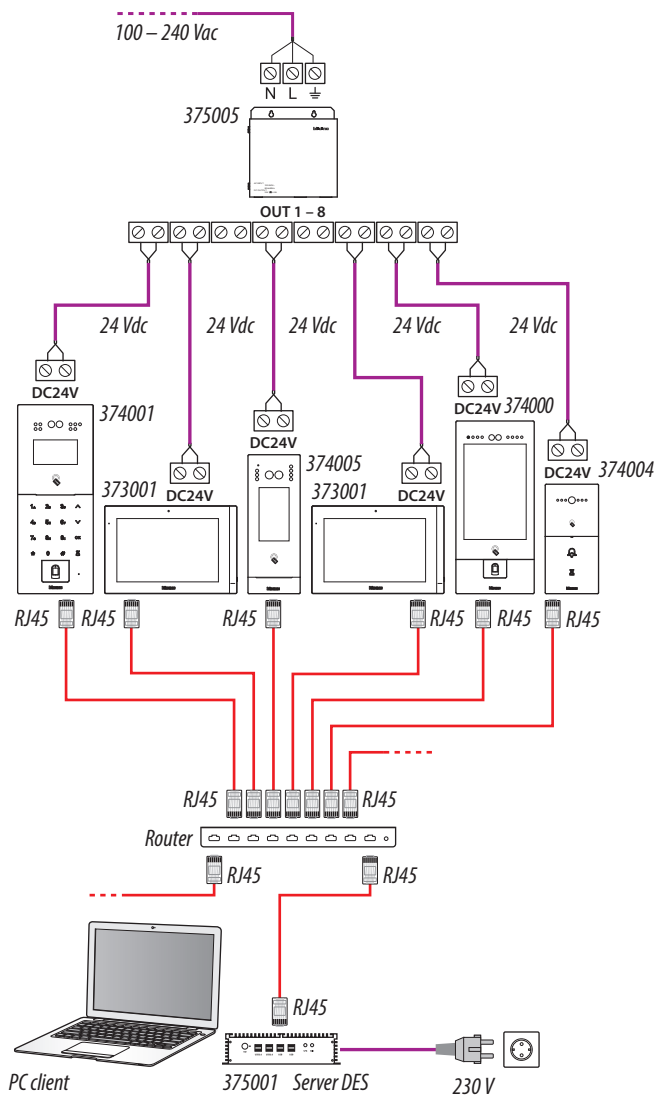 100 – 240 Vac
N L
375005
OUT 1 – 8
24 Vdc 24 Vdc 24 Vdc 24 Vdc 24 Vdc
DC24V
374001
DC24V 374000
DC24V
374005
DC24V 374004
373001 DC24V
373001 DC24V
RJ45 RJ45 RJ45 RJ45 RJ45 RJ45
RJ45 RJ45
Router
RJ45 RJ45
RJ45
PC client 375001 Server DES 230 V